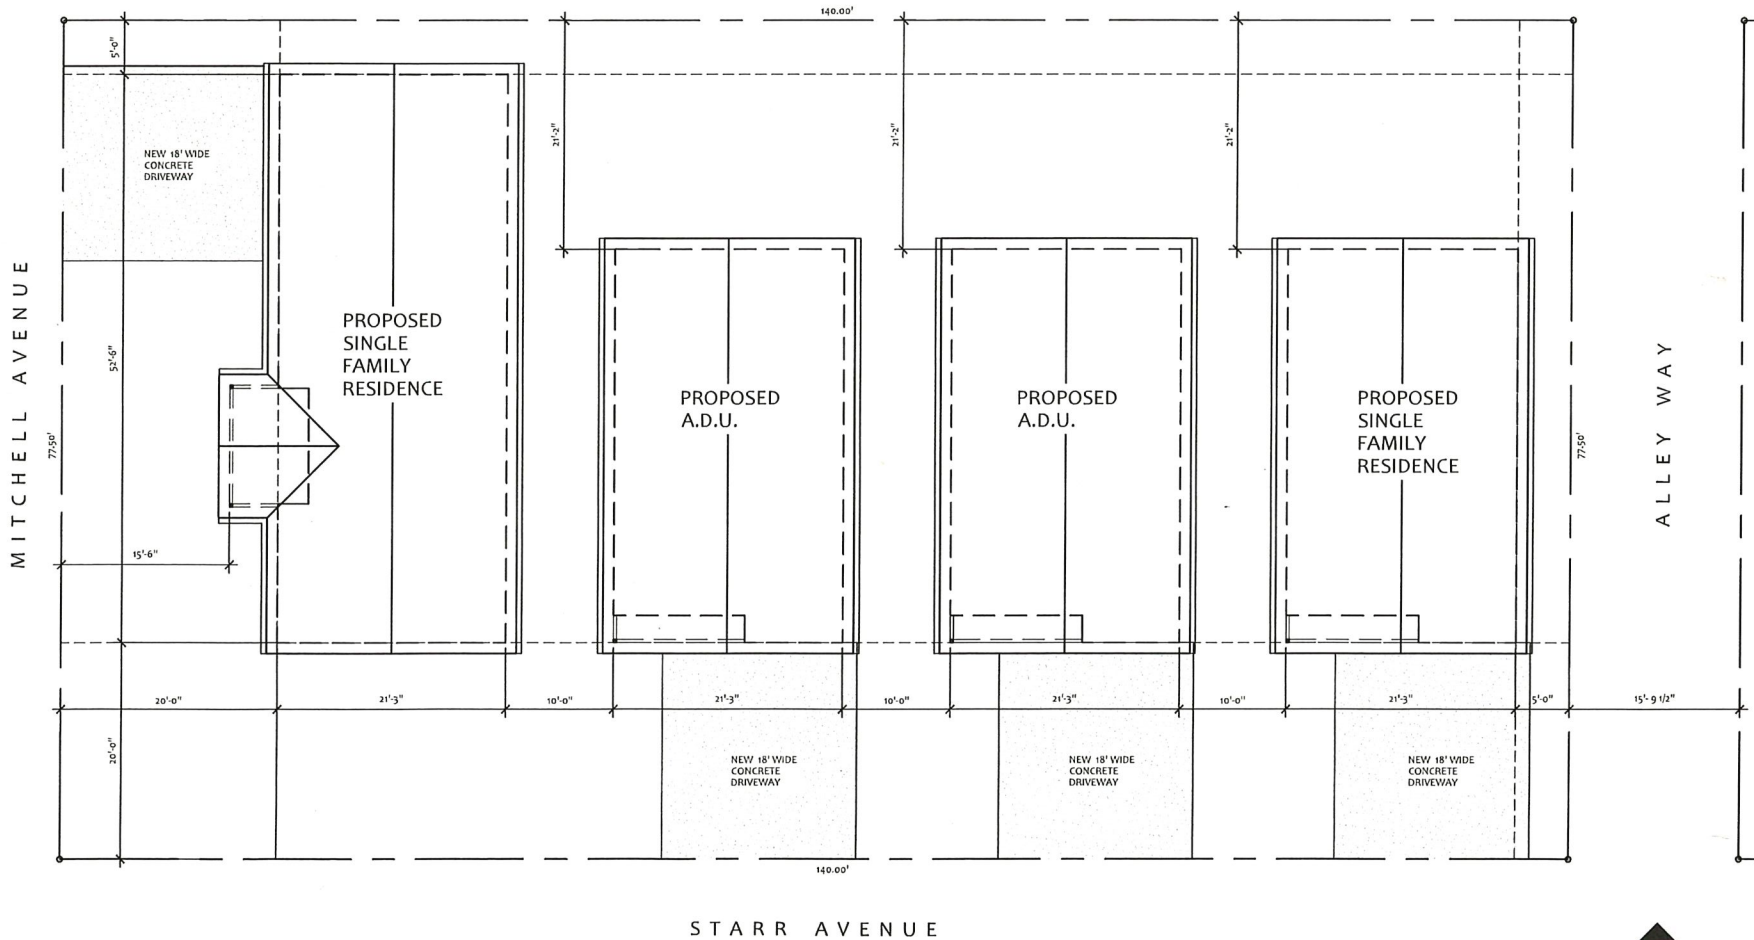 140.00'
5'-0"
21'-2"
21'-2"
21'-2"
NEW 18' WIDE
CONCRETE
DRIVEWAY
MITCHELL AVENUE
52'-6"
77.50'
PROPOSED
SINGLE
FAMILY
RESIDENCE
PROPOSED
A.D.U.
PROPOSED
A.D.U.
PROPOSED
SINGLE
FAMILY
RESIDENCE
77.50'
ALLEY WAY
15'-6"
20'-0"
21'-3"
10'-0"
21'-3"
10'-0"
21'-3"
10'-0"
21'-3"
5'-0"
15'-9 1/2"
20'-0"
NEW 18' WIDE
CONCRETE
DRIVEWAY
NEW 18' WIDE
CONCRETE
DRIVEWAY
NEW 18' WIDE
CONCRETE
DRIVEWAY
140.00'
STARR AVENUE